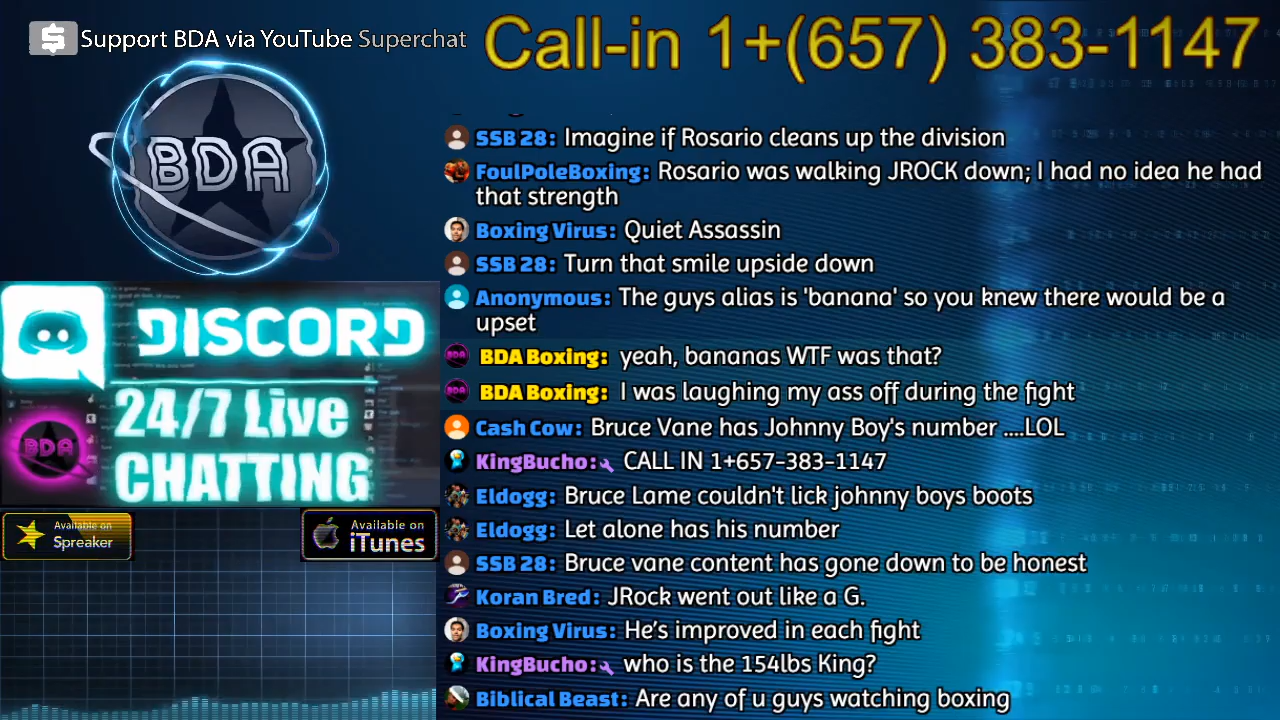 Support BDA via YouTube Superchat
Call-in 1+(657) 383-1147
BDA
SSB 28: Imagine if Rosario cleans up the division
FoulPoleBoxing: Rosario was walking JROCK down; I had no idea he had
that strength
Boxing Virus: Quiet Assassin
SSB 28: Turn that smile upside down
Anonymous: The guys alias is 'banana' so you knew there would be a
upset
BDA BDA Boxing: yeah, bananas WTF was that?
BDA BDA Boxing: I was laughing my ass off during the fight
Cash Cow: Bruce Vane has Johnny Boy's number ....LOL
KingBucho: CALL IN 1+657-383-1147
Eldogg: Bruce Lame couldn't lick johnny boys boots
Eldogg: Let alone has his number
SSB 28: Bruce vane content has gone down to be honest
Koran Bred: JRock went out like a G.
Boxing Virus: He's improved in each fight
KingBucho: who is the 154lbs King?
Biblical Beast: Are any of u guys watching boxing
DISCORD
24/7 Live
BDA
CHATTING
Available on
Spreaker
Available on
iTunes